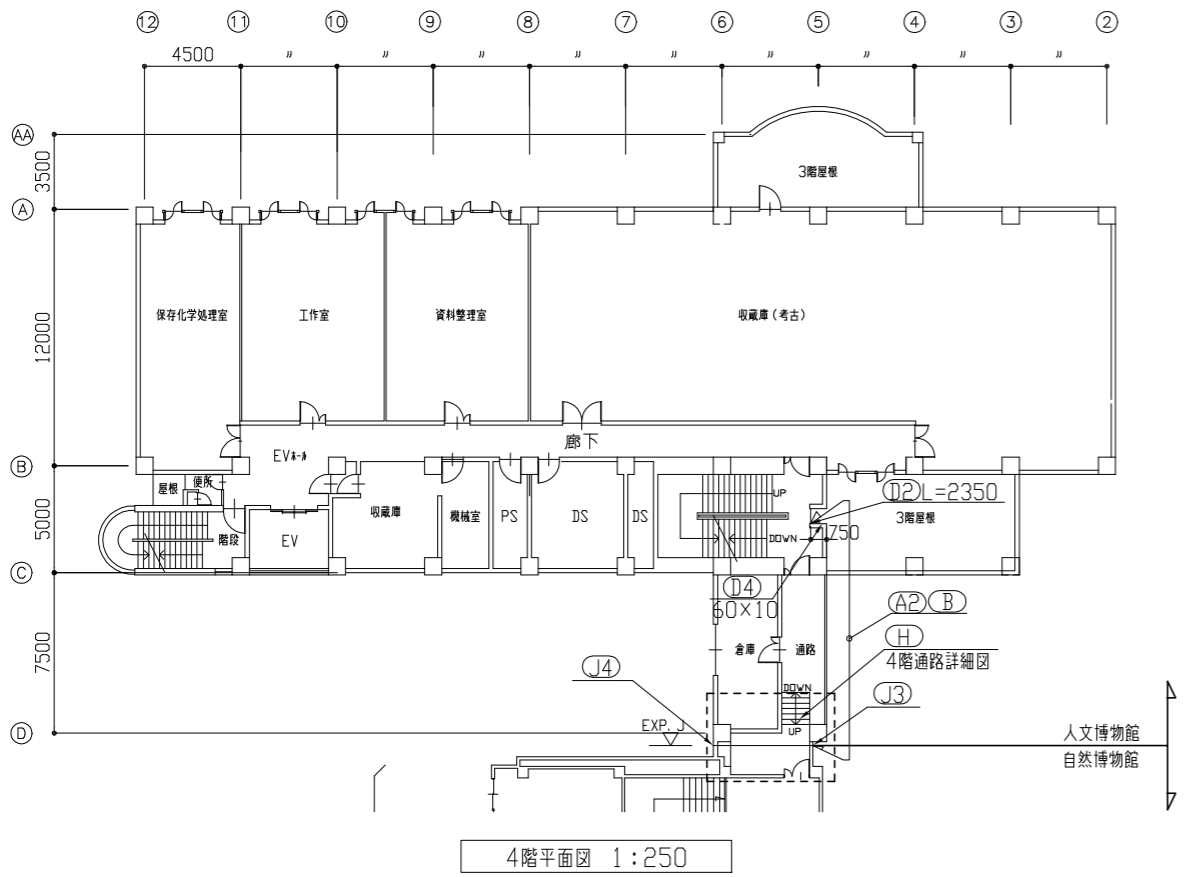 12 11 10 9 8 7 6 5 4 3 2
4500 〃 〃 〃 〃 〃 〃 〃 〃 〃
AA
3500
3階屋根
A
12000
保存化学処理室
工作室
資料整理室
収蔵庫（考古）
廊下
EVホール
B
屋根
便所
UP
D2 L=2350
5000
収蔵庫
機械室
PS
DS
DS
3階屋根
階段
EV
DOWN
750
C
D4
60×10
A2 B
7500
倉庫
通路
H
4階通路詳細図
J4
DOWN
J3
UP
EXP.J
D
人文博物館
自然博物館
4階平面図 1:250